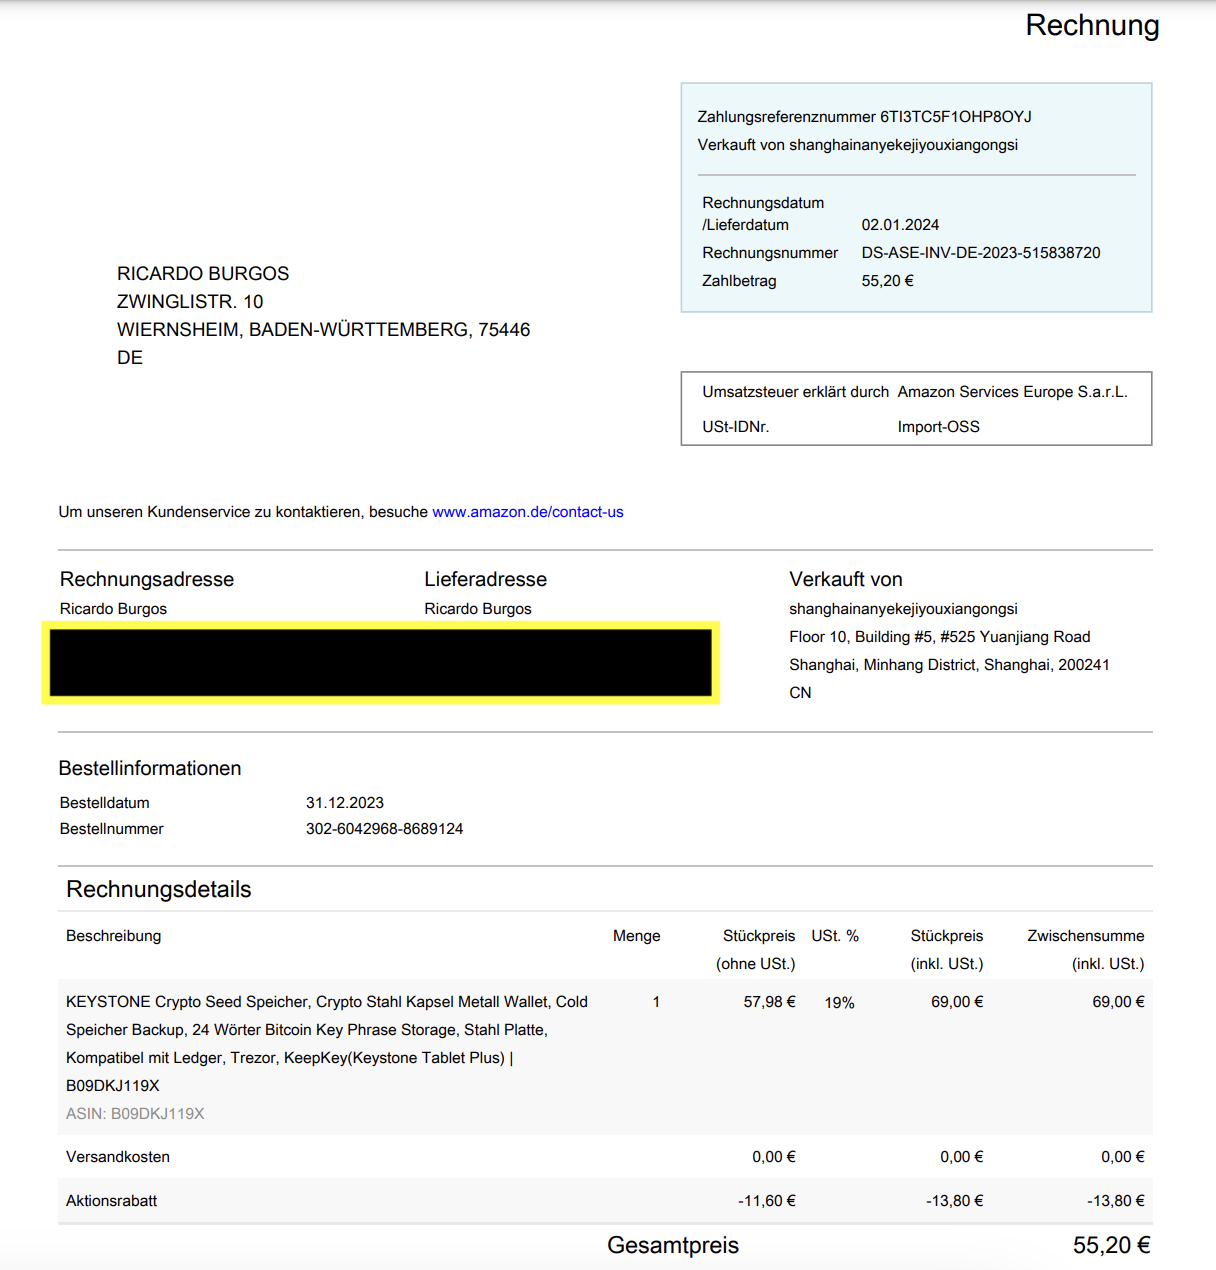 Rechnung
Zahlungsreferenznummer 6TI3TC5F1OHP8OYJ
Verkauft von shanghainanyekejiyouxiangongsi
Rechnungsdatum
/Lieferdatum 02.01.2024
Rechnungsnummer DS-ASE-INV-DE-2023-515838720
Zahlbetrag 55,20 €
RICARDO BURGOS
ZWINGLISTR. 10
WIERNSHEIM, BADEN-WÜRTTEMBERG, 75446
DE
Umsatzsteuer erklärt durch Amazon Services Europe S.a.r.L.
USt-IDNr. Import-OSS
Um unseren Kundenservice zu kontaktieren, besuche www.amazon.de/contact-us
Rechnungsadresse
Ricardo Burgos
Lieferadresse
Ricardo Burgos
Verkauft von
shanghainanyekejiyouxiangongsi
Floor 10, Building #5, #525 Yuanjiang Road
Shanghai, Minhang District, Shanghai, 200241
CN
Bestellinformationen
Bestelldatum 31.12.2023
Bestellnummer 302-6042968-8689124
Rechnungsdetails
Beschreibung Menge Stückpreis USt. % Stückpreis Zwischensumme
(ohne USt.) (inkl. USt.) (inkl. USt.)
KEYSTONE Crypto Seed Speicher, Crypto Stahl Kapsel Metall Wallet, Cold 1 57,98 € 19% 69,00 € 69,00 €
Speicher Backup, 24 Wörter Bitcoin Key Phrase Storage, Stahl Platte,
Kompatibel mit Ledger, Trezor, KeepKey(Keystone Tablet Plus) |
B09DKJ119X
ASIN: B09DKJ119X
Versandkosten 0,00 € 0,00 € 0,00 €
Aktionsrabatt -11,60 € -13,80 € -13,80 €
Gesamtpreis 55,20 €